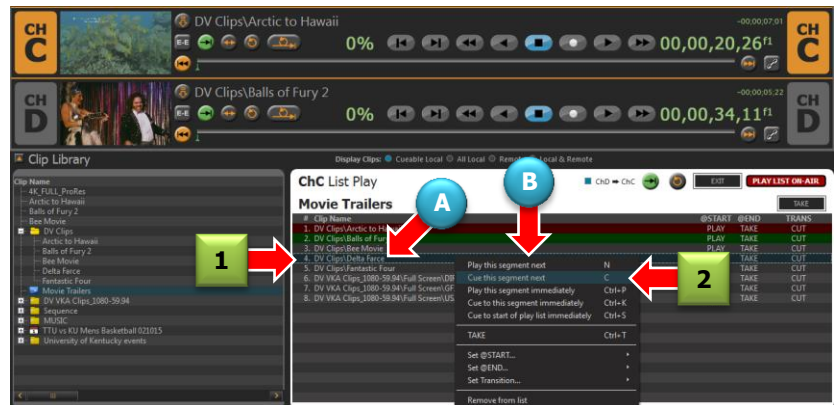 CH
C
DV Clips\Arctic to Hawaii
-00;00;07;01
E-E
0%
00,00,20,26f1
CH
C
CH
D
DV Clips\Balls of Fury 2
-00;00;05;22
E-E
0%
00,00,34,11f1
CH
D
Clip Library
Display Clips: Cueable Local All Local Remote Local & Remote
Clip Name
4K_FULL_ProRes
Arctic to Hawaii
Balls of Fury 2
Bee Movie
DV Clips
Arctic to Hawaii
Balls of Fury 2
Bee Movie
Delta Farce
Fantastic Four
Movie Trailers
DV VKA Clips_1080-59.94
Sequence
MUSIC
TTU vs KU Mens Basketball 021015
University of Kentucky events
ChC List Play
ChD ➡ ChC
EXIT
PLAY LIST ON-AIR
Movie Trailers
TAKE
# Clip Name @START @END TRANS
1. DV Clips\Arctic to Hawaii PLAY TAKE CUT
2. DV Clips\Balls of Fury PLAY TAKE CUT
3. DV Clips\Bee Movie PLAY TAKE CUT
4. DV Clips\Delta Farce TAKE CUT
5. DV Clips\Fantastic Four TAKE CUT
6. DV VKA Clips_1080-59.94\Full Screen\DB TAKE CUT
7. DV VKA Clips_1080-59.94\Full Screen\GF TAKE CUT
8. DV VKA Clips_1080-59.94\Full Screen\US TAKE CUT
Play this segment next N
Cue this segment next C
Play this segment immediately Ctrl+P
Cue to this segment immediately Ctrl+K
Cue to start of play list immediately Ctrl+S
TAKE Ctrl+T
Set @START...
Set @END...
Set Transition...
Remove from list
A
B
1
2